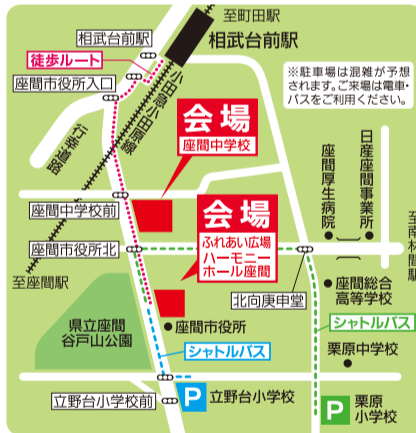 至町田駅
相武台前駅
相武台前駅
徒歩ルート
座間市役所入口
小田急小田原線
行幸道路
※駐車場は混雑が予想
されます。ご来場は電車・
バスをご利用ください。
会場
座間中学校
座間中学校前
会場
ふれあい広場
ハーモニー
ホール座間
座間市役所北
至座間駅
日産座間事業所
座間厚生病院
至南林間駅
北向庚申堂
座間総合
高等学校
県立座間
谷戸山公園
座間市役所
シャトルバス
シャトルバス
栗原中学校
立野台小学校前
P
立野台小学校
P
栗原
小学校